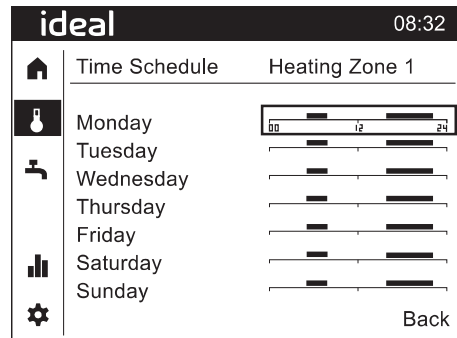 ideal 08:32
Time Schedule Heating Zone 1
Monday
00 12 24
Tuesday
Wednesday
Thursday
Friday
Saturday
Sunday
Back